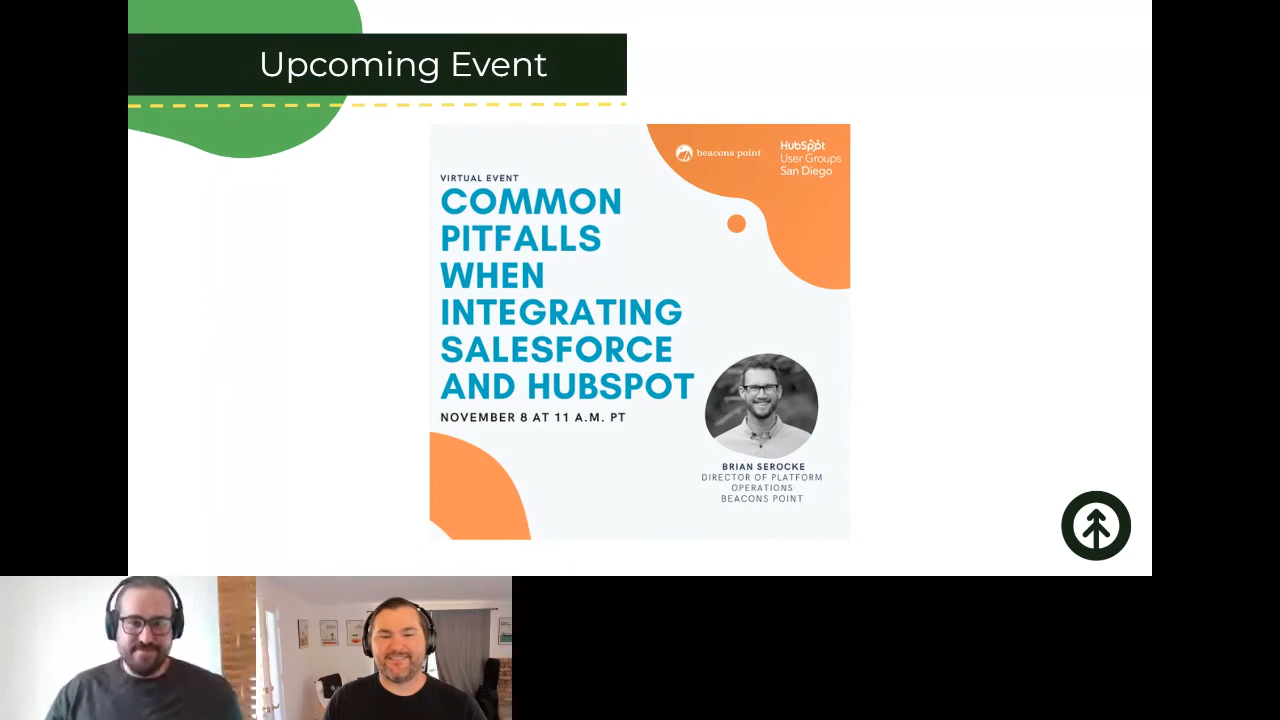 Upcoming Event
beacons point
HubSpot
User Groups
San Diego
VIRTUAL EVENT
COMMON
PITFALLS
WHEN
INTEGRATING
SALESFORCE
AND HUBSPOT
NOVEMBER 8 AT 11 A.M. PT
BRIAN SEROCKE
DIRECTOR OF PLATFORM
OPERATIONS
BEACONS POINT